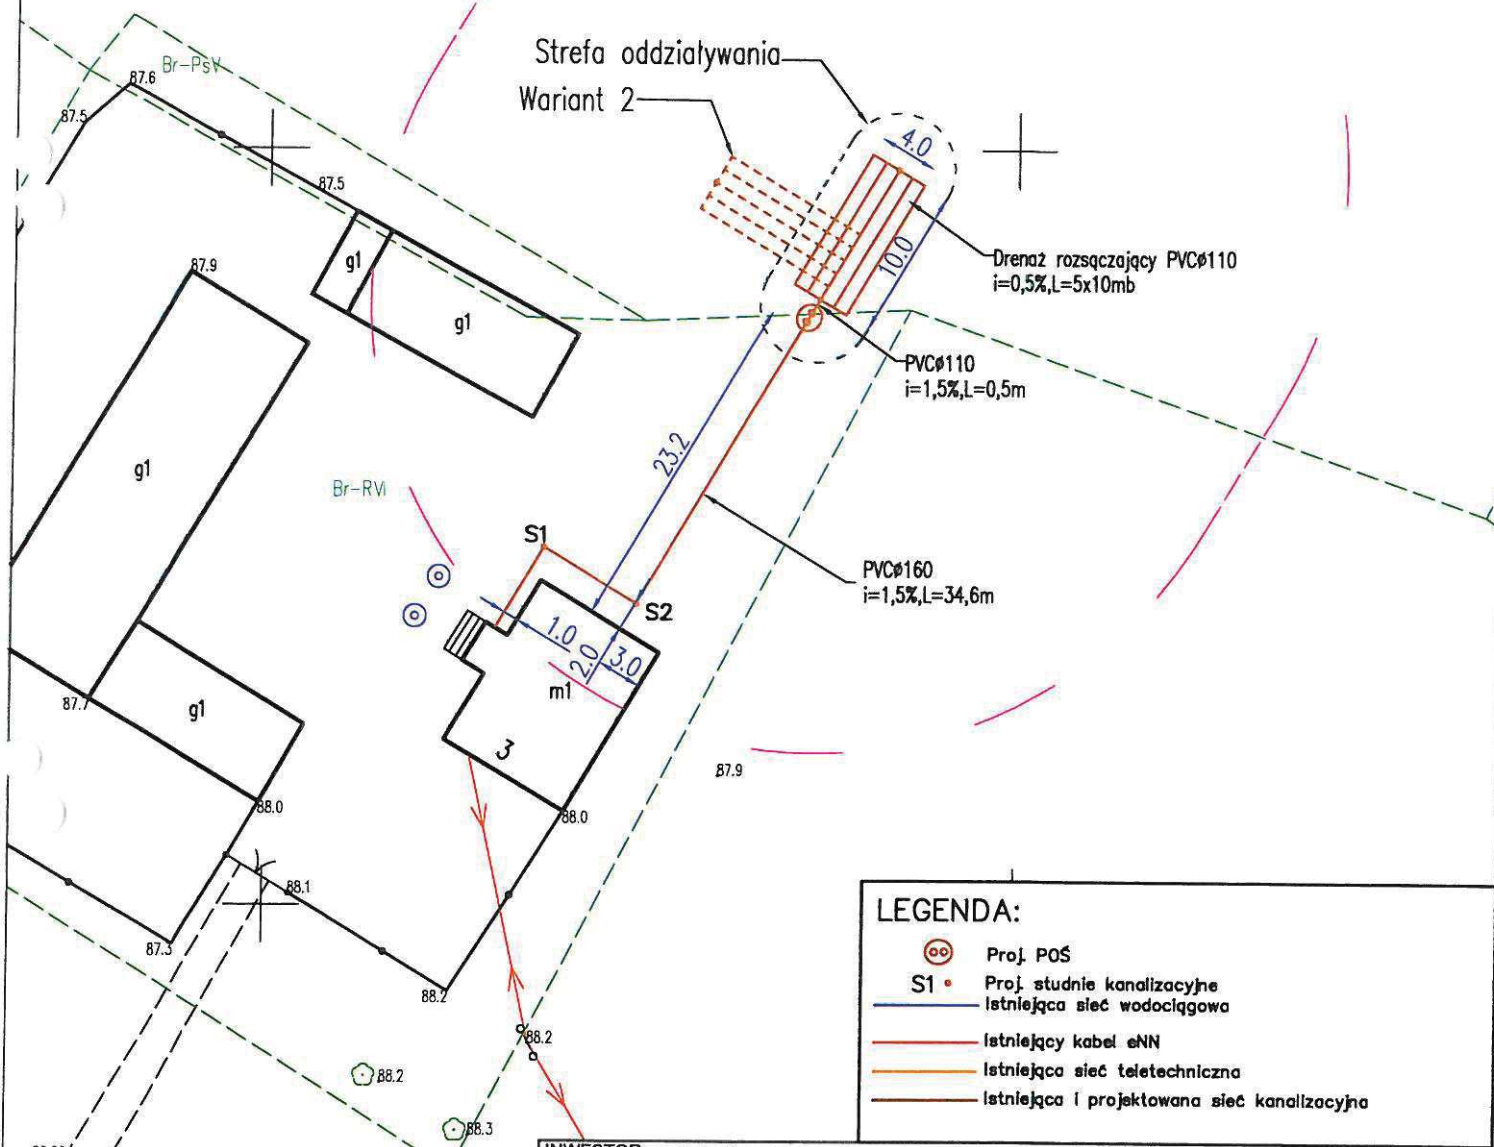 Strefa oddziaływania
Wariant 2
Br-PsV
87.6
87.5
87.5
4.0
10.0
Drenaż rozsączający PVCø110
i=0,5%,L=5x10mb
g1
g1
87.9
PVCø110
i=1,5%,L=0,5m
23.2
g1
Br-RVI
S1
PVCø160
i=1,5%,L=34,6m
S2
1.0
2.0
3.0
m1
87.7
g1
3
87.9
88.0
88.0
88.1
87.3
88.2
88.2
88.2
88.3
LEGENDA:
Proj. POŚ
S1 Proj. studnie kanalizacyjne
Istniejąca sieć wodociągowa
Istniejący kabel eNN
Istniejąca sieć teletechniczna
Istniejąca i projektowana sieć kanalizacyjna